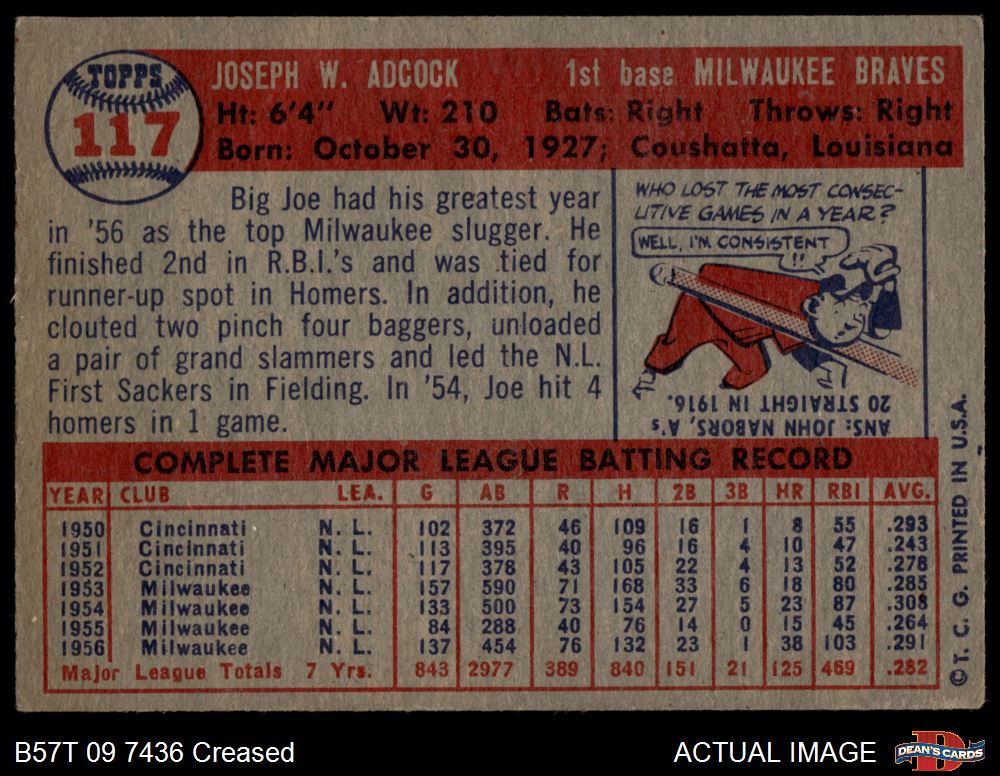 TOPPS
117
JOSEPH W. ADCOCK 1st base MILWAUKEE BRAVES
Ht: 6'4" Wt: 210 Bats: Right Throws: Right
Born: October 30, 1927; Coushatta, Louisiana
Big Joe had his greatest year
in '56 as the top Milwaukee slugger. He
finished 2nd in R.B.I.'s and was tied for
runner-up spot in Homers. In addition, he
clouted two pinch four baggers, unloaded
a pair of grand slammers and led the N.L.
First Sackers in Fielding. In '54, Joe hit 4
homers in 1 game.
WHO LOST THE MOST CONSEC-
UTIVE GAMES IN A YEAR?
WELL, I'M CONSISTENT
!!
ANS: JOHN NABORS, A's,
20 STRAIGHT IN 1916.
COMPLETE MAJOR LEAGUE BATTING RECORD
YEAR CLUB LEA. G AB R H 2B 3B HR RBI AVG.
1950 Cincinnati N. L. 102 372 46 109 16 1 8 55 .293
1951 Cincinnati N. L. 113 395 40 96 16 4 10 47 .243
1952 Cincinnati N. L. 117 378 43 105 22 4 13 52 .278
1953 Milwaukee N. L. 157 590 71 168 33 6 18 80 .285
1954 Milwaukee N. L. 133 500 73 154 27 5 23 87 .308
1955 Milwaukee N. L. 84 288 40 76 14 0 15 45 .264
1956 Milwaukee N. L. 137 454 76 132 23 1 38 103 .291
Major League Totals 7 Yrs. 843 2977 389 840 151 21 125 469 .282
© T. C. G. PRINTED IN U.S.A.
B57T 09 7436 Creased
ACTUAL IMAGE
DEAN'S CARDS